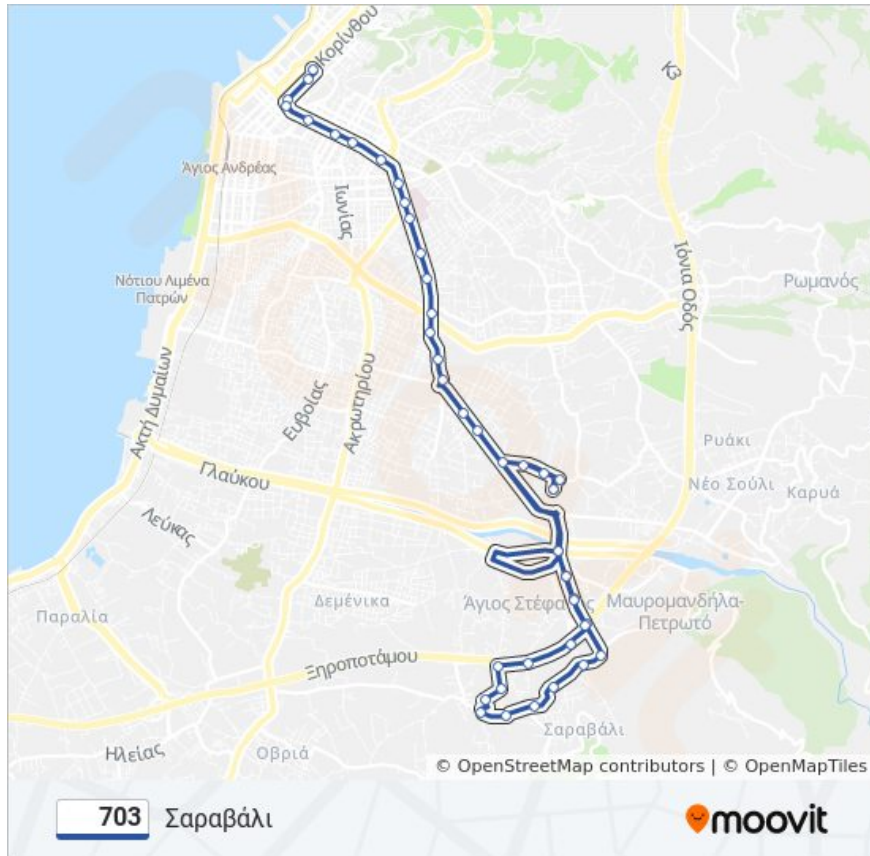 Κορίνθου
Κ3
Άγιος Ανδρέας
Ιωνίας
Ιόνια Οδός
Ρωμανός
Νότιου Λιμένα
Πατρών
Ακτή Δυμαίων
Ευβοίας
Ακρωτηρίου
Ρυάκι
Γλαύκου
Νέο Σούλι
Καρυά
Λεύκας
Παραλία
Δεμένικα
Άγιος Στέφανος
Μαυρομανδήλα-
Πετρωτό
Ξηροποτάμου
Σαραβάλι
Ηλείας
Οβριά
© OpenStreetMap contributors | © OpenMapTiles
703 Σαραβάλι
moovit